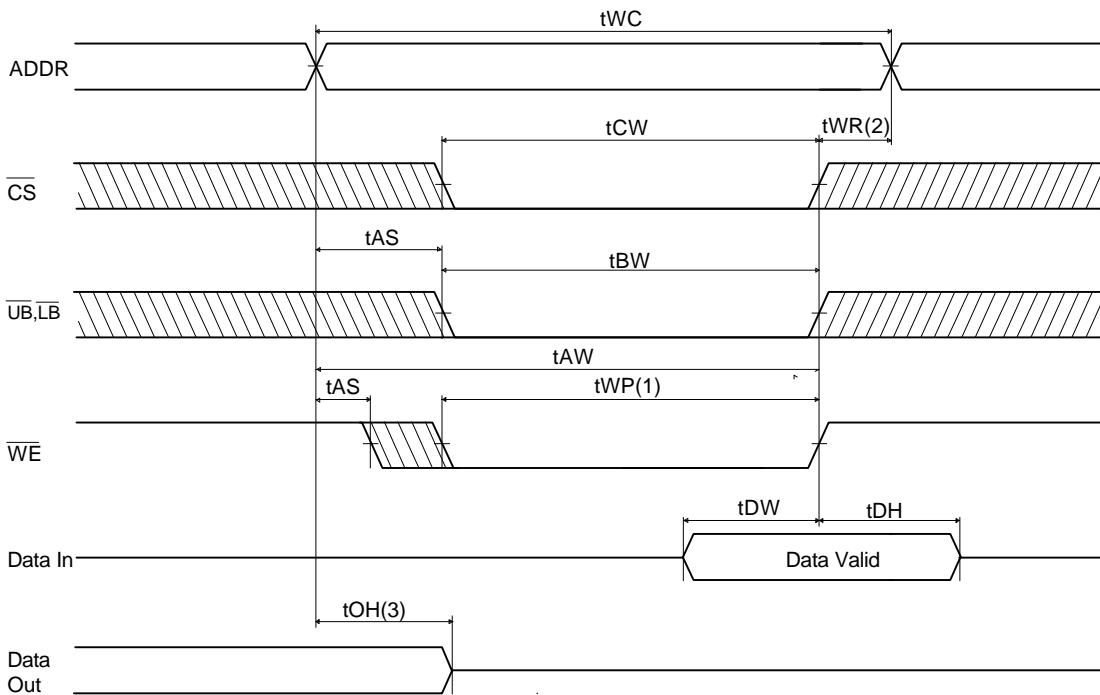 tWC
ADDR
tCW
tWR(2)
CS
tAS
tBW
UB,LB
tAW
tAS
tWP(1)
WE
tDW
tDH
Data In
Data Valid
tOH(3)
Data
Out